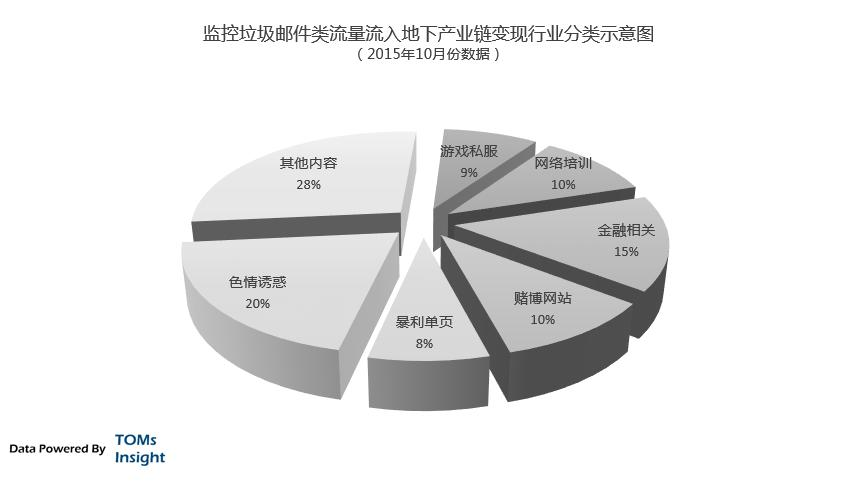 监控垃圾邮件类流量流入地下产业链变现行业分类示意图
（2015年10月份数据）
游戏私服
9%
网络培训
10%
金融相关
15%
赌博网站
10%
暴利单页
8%
色情诱惑
20%
其他内容
28%
Data Powered By
TOMs
Insight